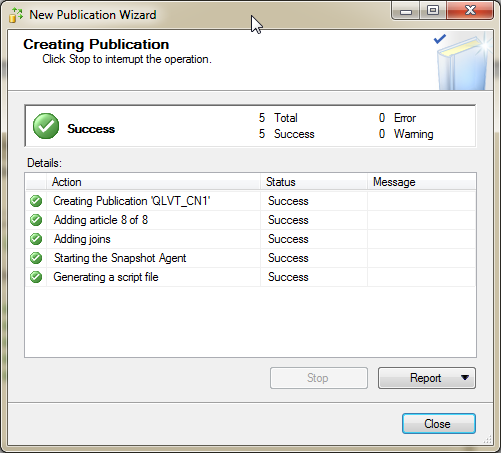 New Publication Wizard
Creating Publication
Click Stop to interrupt the operation.
Success
5 Total 0 Error
5 Success 0 Warning
Details:
Action Status Message
Creating Publication 'QLVT_CN1' Success
Adding article 8 of 8 Success
Adding joins Success
Starting the Snapshot Agent Success
Generating a script file Success
Stop Report
Close